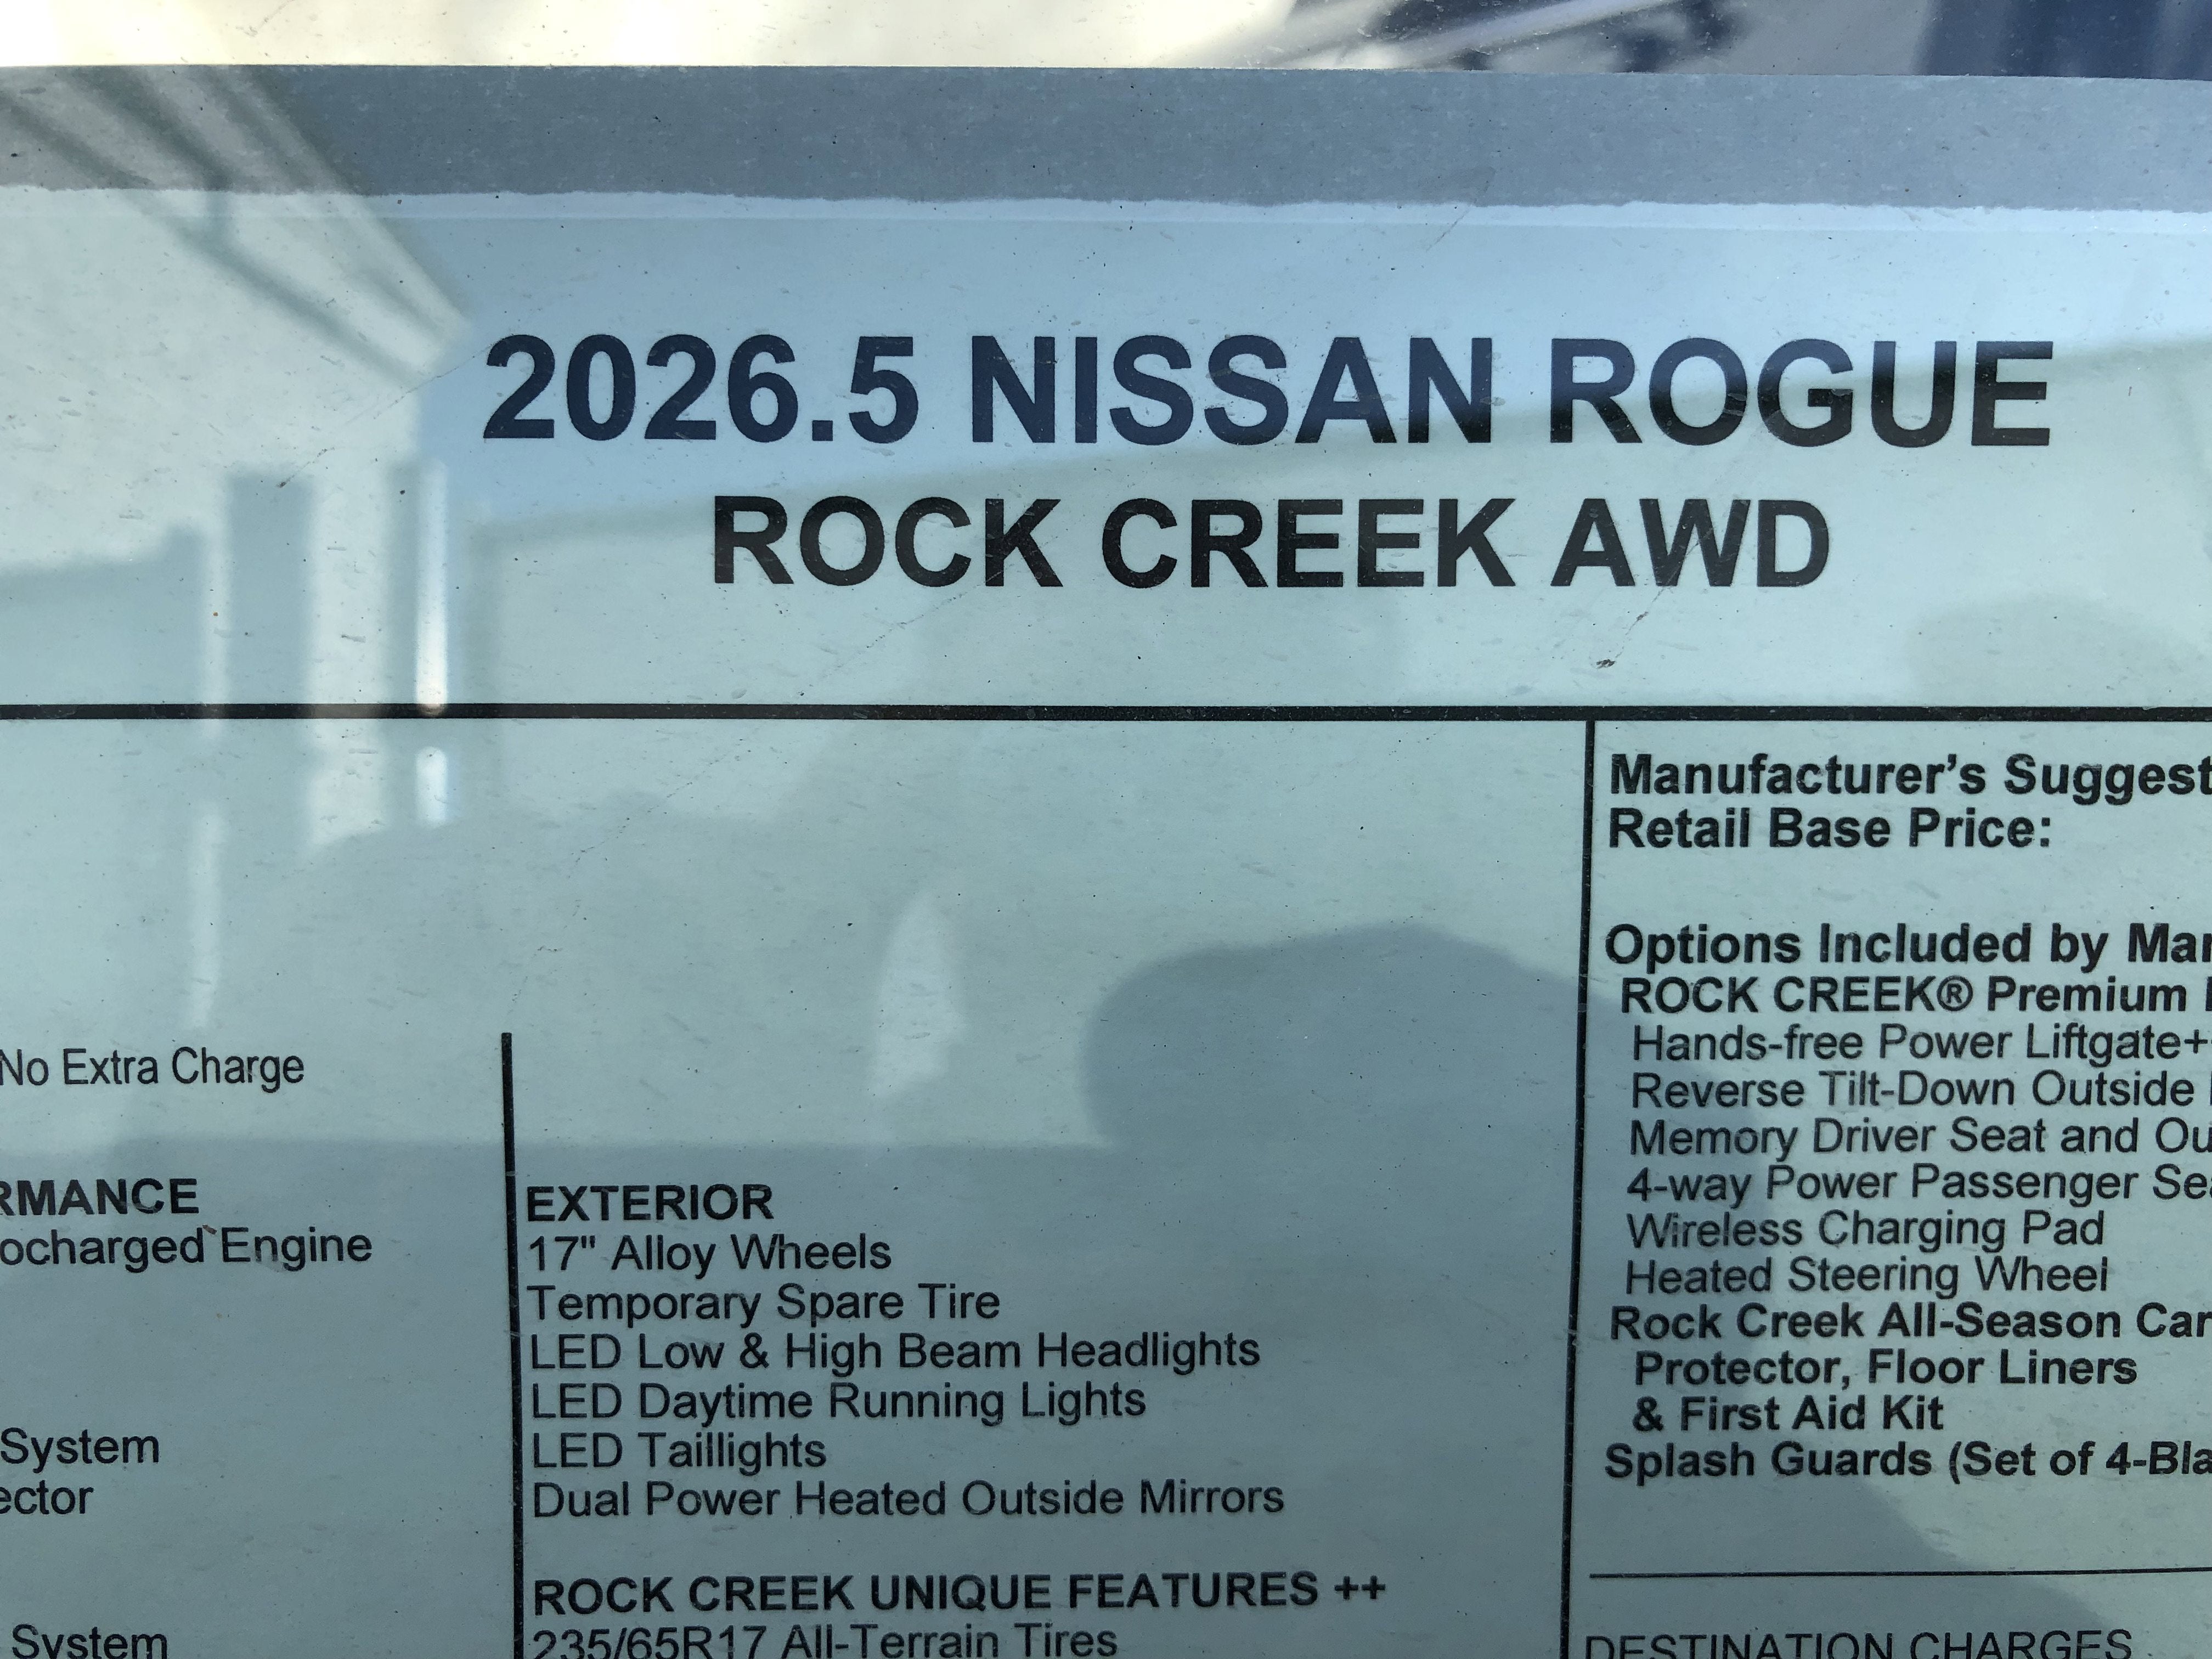 2026.5 NISSAN ROGUE
ROCK CREEK AWD
No Extra Charge
RMANCE
ocharged Engine
System
ector
System
EXTERIOR
17" Alloy Wheels
Temporary Spare Tire
LED Low & High Beam Headlights
LED Daytime Running Lights
LED Taillights
Dual Power Heated Outside Mirrors
ROCK CREEK UNIQUE FEATURES ++
235/65R17 All-Terrain Tires
Manufacturer's Suggest
Retail Base Price:
Options Included by Man
ROCK CREEK® Premium
Hands-free Power Liftgate+
Reverse Tilt-Down Outside
Memory Driver Seat and Ou
4-way Power Passenger Sea
Wireless Charging Pad
Heated Steering Wheel
Rock Creek All-Season Car
Protector, Floor Liners
& First Aid Kit
Splash Guards (Set of 4-Bla
DESTINATION CHARGES